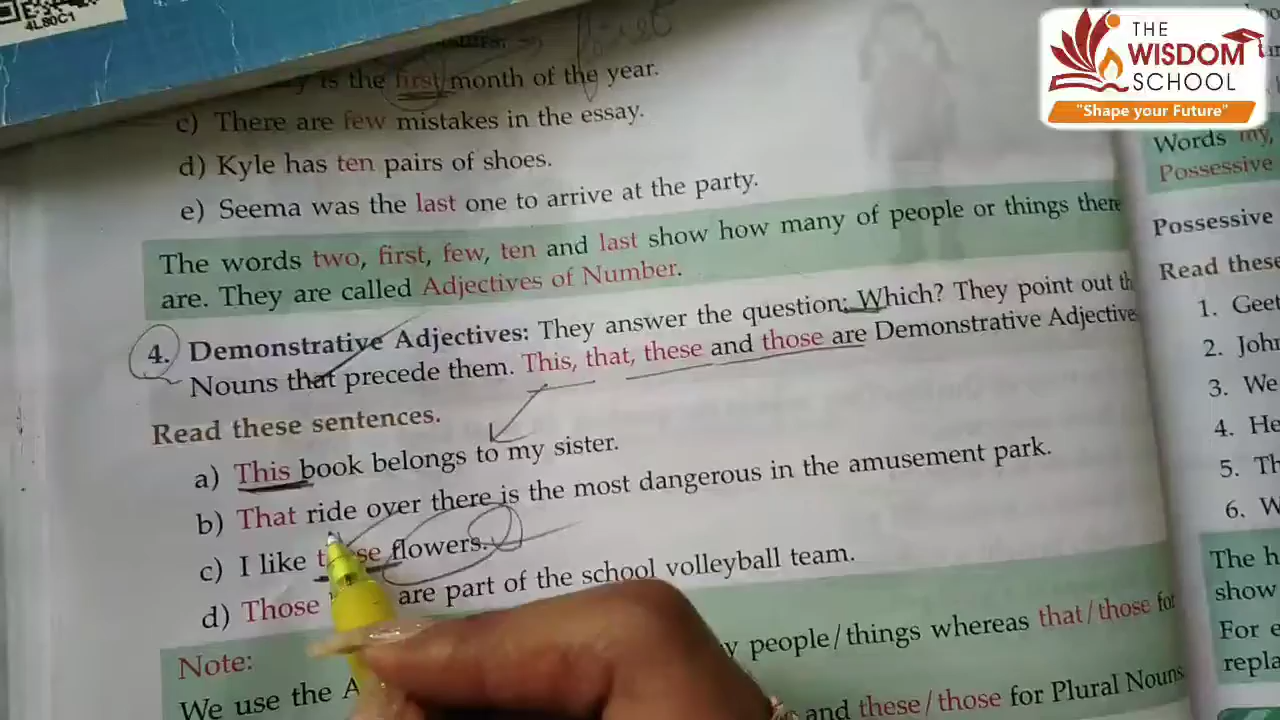 4L80C1
is the first month of the year.
c) There are few mistakes in the essay.
d) Kyle has ten pairs of shoes.
e) Seema was the last one to arrive at the party.
The words two, first, few, ten and last show how many of people or things there
are. They are called Adjectives of Number.
4. Demonstrative Adjectives: They answer the question: Which? They point out
Nouns that precede them. This, that, these and those are Demonstrative Adjective
Read these sentences.
a) This book belongs to my sister.
b) That ride over there is the most dangerous in the amusement park.
c) I like flowers.
d) Those are part of the school volleyball team.
Note:
people/things whereas that/those for
We use the
and these/those for Plural Nouns
THE
WISDOM
SCHOOL
"Shape your Future"
Words my,
Possessive
Possessive
Read these
1. Geet
2. John
3. We
4. He
5. Th
6. W
The h
show
For e
repla